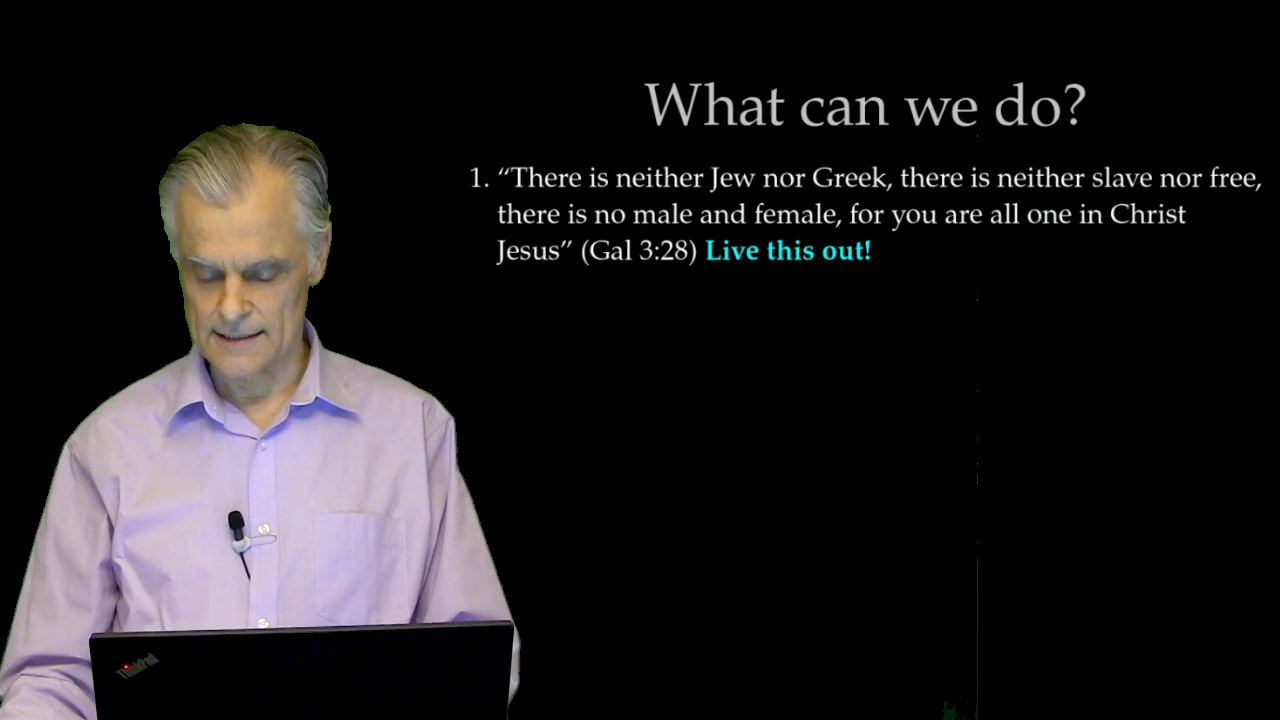 What can we do?
1. “There is neither Jew nor Greek, there is neither slave nor free,
there is no male and female, for you are all one in Christ
Jesus” (Gal 3:28) Live this out!
ThinkPad